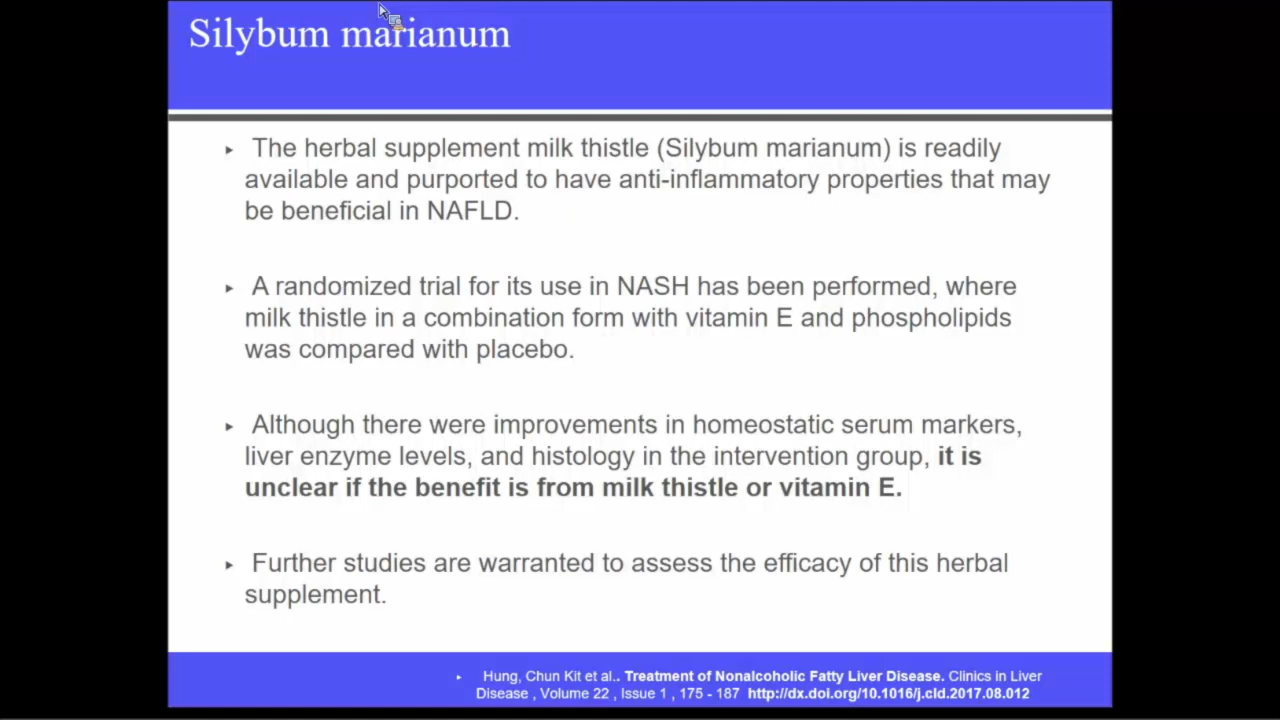 Silybum marianum
‣ The herbal supplement milk thistle (Silybum marianum) is readily
available and purported to have anti-inflammatory properties that may
be beneficial in NAFLD.
‣ A randomized trial for its use in NASH has been performed, where
milk thistle in a combination form with vitamin E and phospholipids
was compared with placebo.
‣ Although there were improvements in homeostatic serum markers,
liver enzyme levels, and histology in the intervention group, it is
unclear if the benefit is from milk thistle or vitamin E.
‣ Further studies are warranted to assess the efficacy of this herbal
supplement.
‣ Hung, Chun Kit et al.. Treatment of Nonalcoholic Fatty Liver Disease. Clinics in Liver
Disease , Volume 22 , Issue 1 , 175 - 187 http://dx.doi.org/10.1016/j.cld.2017.08.012